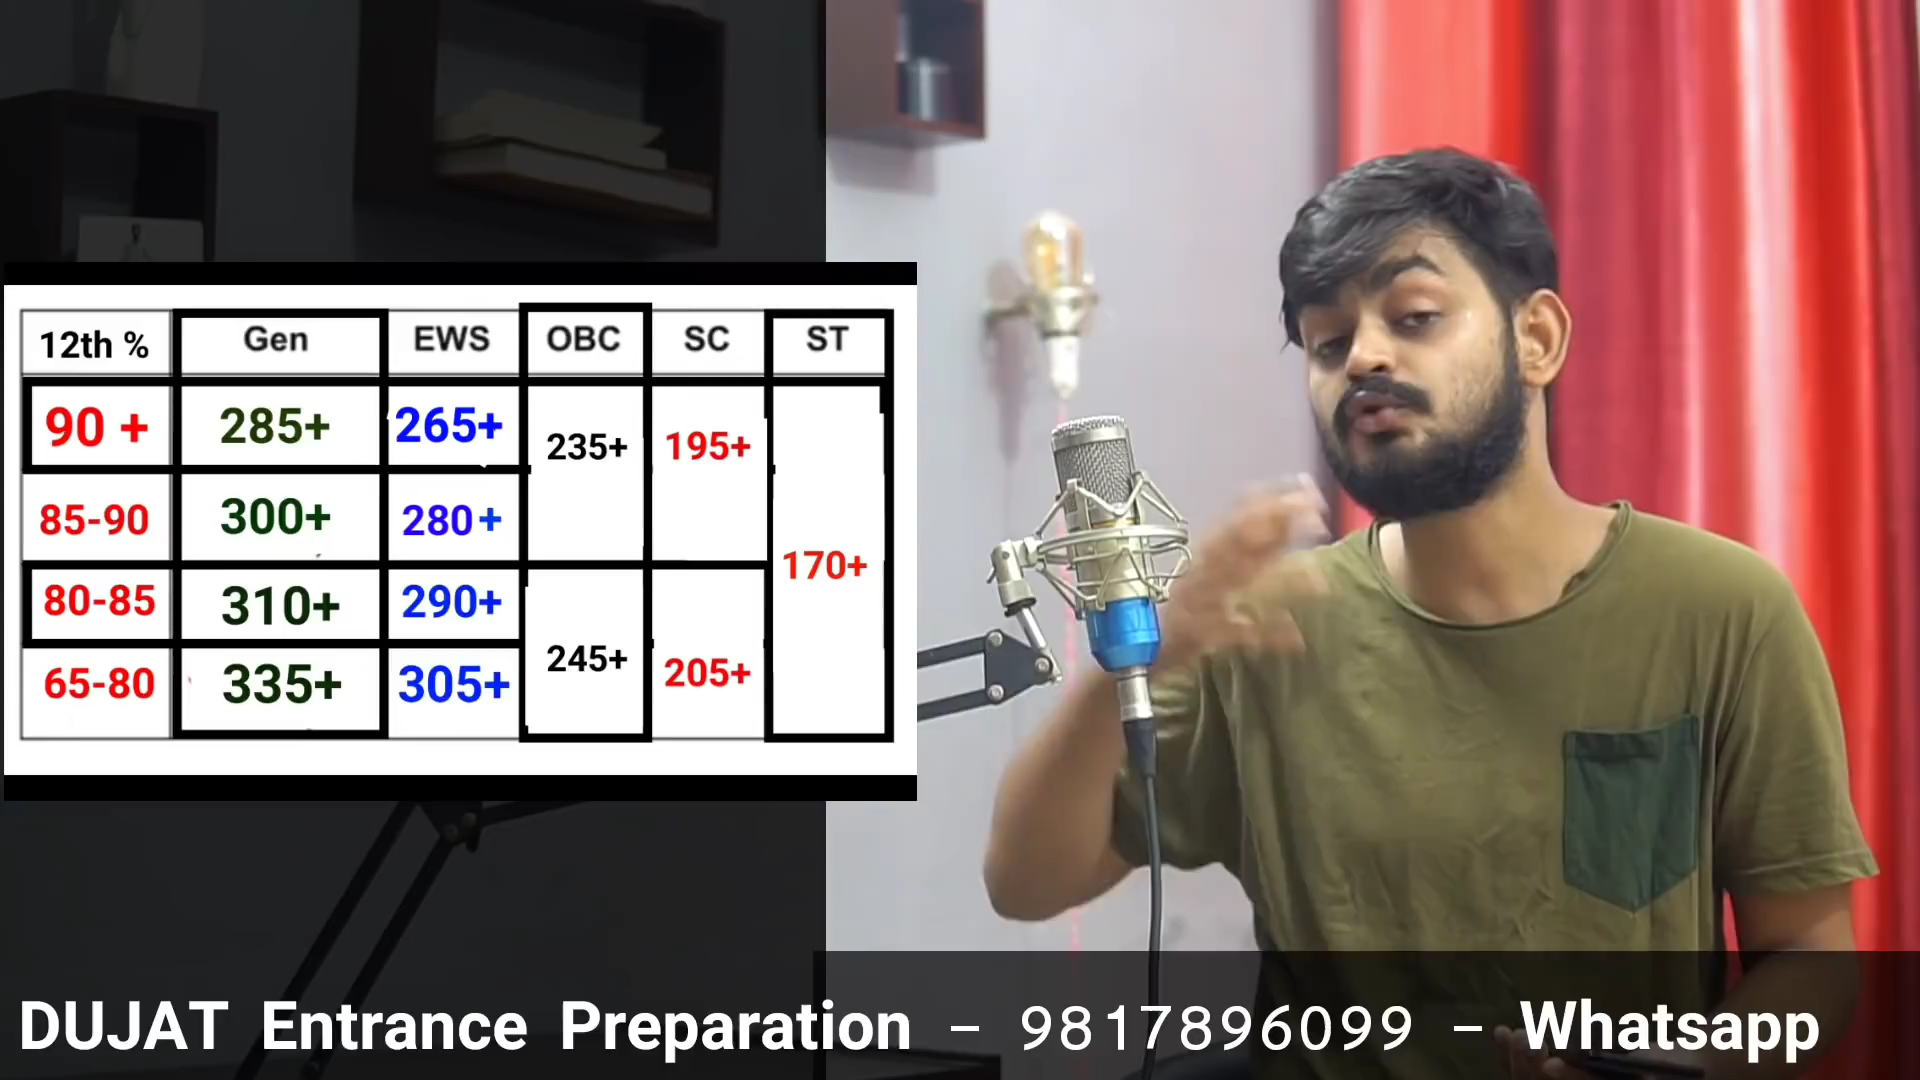 12th % Gen EWS OBC SC ST
90 + 285+ 265+ 235+ 195+
85-90 300+ 280+
170+
80-85 310+ 290+
245+ 205+
65-80 335+ 305+
DUJAT Entrance Preparation - 9817896099 - Whatsapp